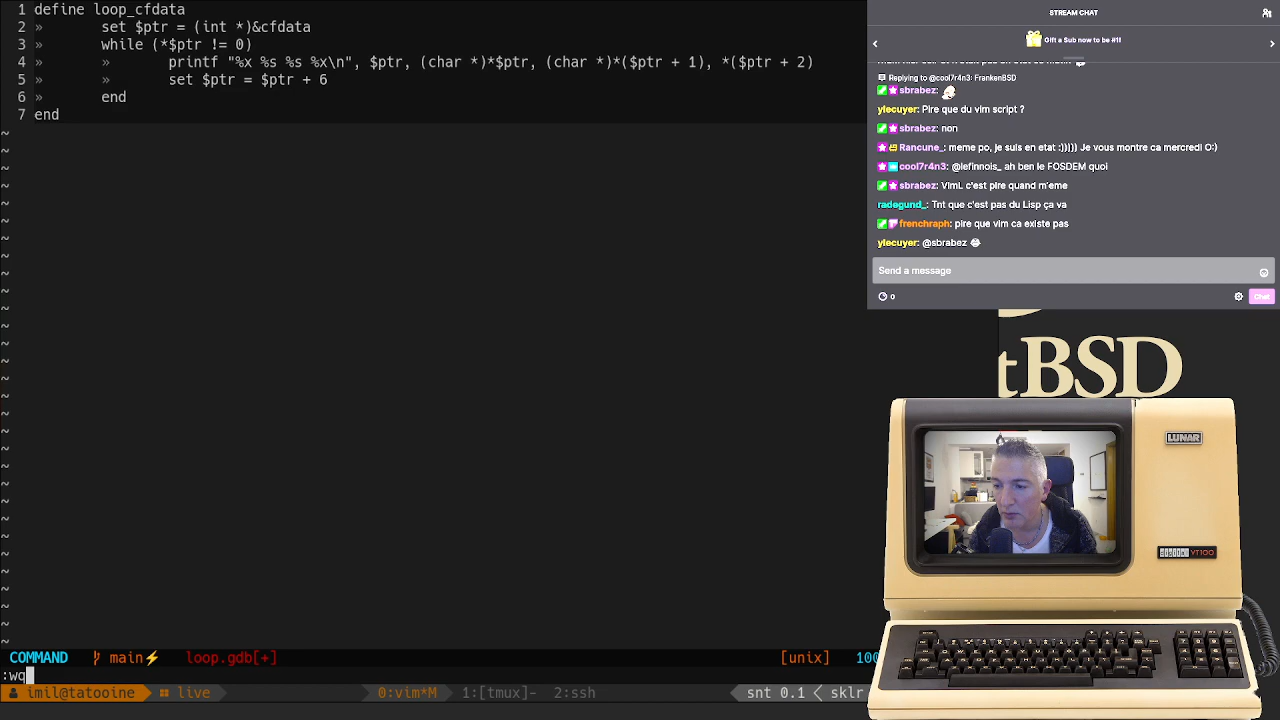 1 define loop_cfdata
2 » set $ptr = (int *)&cfdata
3 » while (*$ptr != 0)
4 » » printf "%x %s %s %x\n", $ptr, (char *)*$ptr, (char *)*($ptr + 1), *($ptr + 2)
5 » » set $ptr = $ptr + 6
6 » end
7 end
COMMAND main⚡ loop.gdb[+] [unix] 100
:wq
imil@tatooine live 0:vim*M 1:[tmux]- 2:ssh snt 0.1 < sklr
STREAM CHAT
Gift a Sub now to be #1!
Replying to @cool7r4n3: FrankenBSD
sbrabez:
ylecuyer: Pire que du vim script ?
sbrabez: non
Rancune_: meme po, je suis en etat :))|)) Je vous montre ca mercredi O:)
cool7r4n3: @lefinnois_ ah ben le FOSDEM quoi
sbrabez: VimL c'est pire quand m'eme
radegund_: Tnt que c'est pas du Lisp ça va
frenchraph: pire que vim ca existe pas
ylecuyer: @sbrabez 😂
Send a message
0
Chat
tBSD
LUNAR
digital VT100